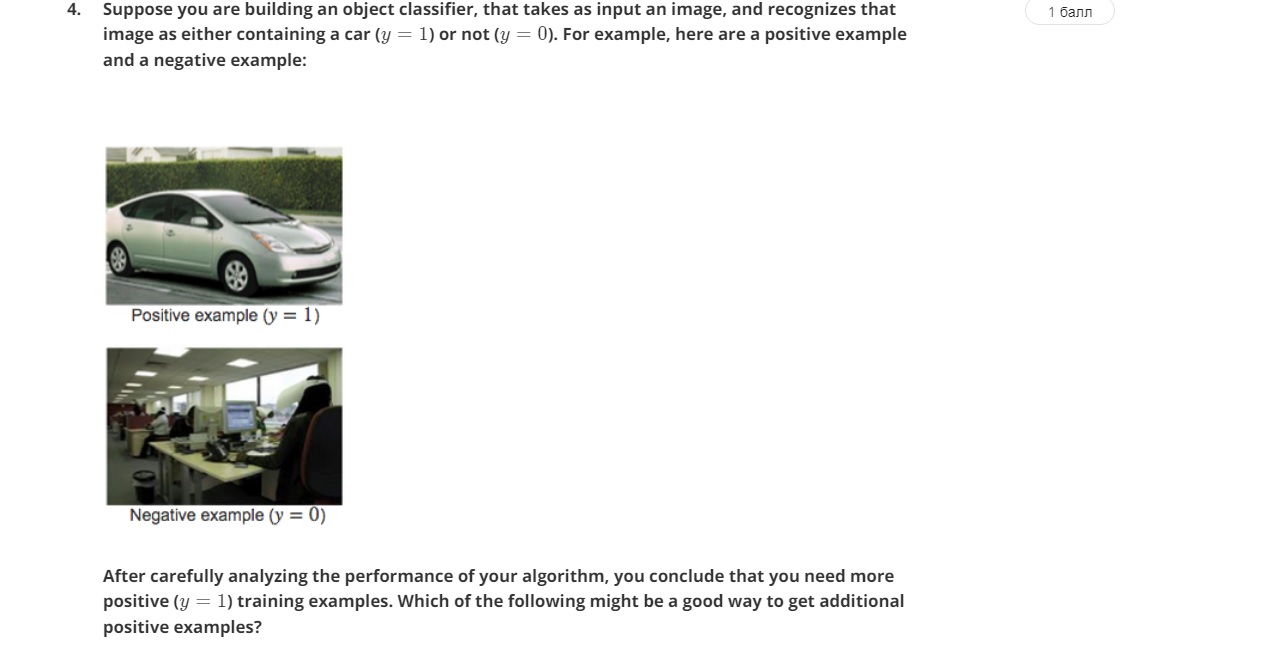 4. Suppose you are building an object classifier, that takes as input an image, and recognizes that
1 балл
image as either containing a car (y = 1) or not (y = 0). For example, here are a positive example
and a negative example:
Positive example (y = 1)
Negative example (y = 0)
After carefully analyzing the performance of your algorithm, you conclude that you need more
positive (y = 1) training examples. Which of the following might be a good way to get additional
positive examples?